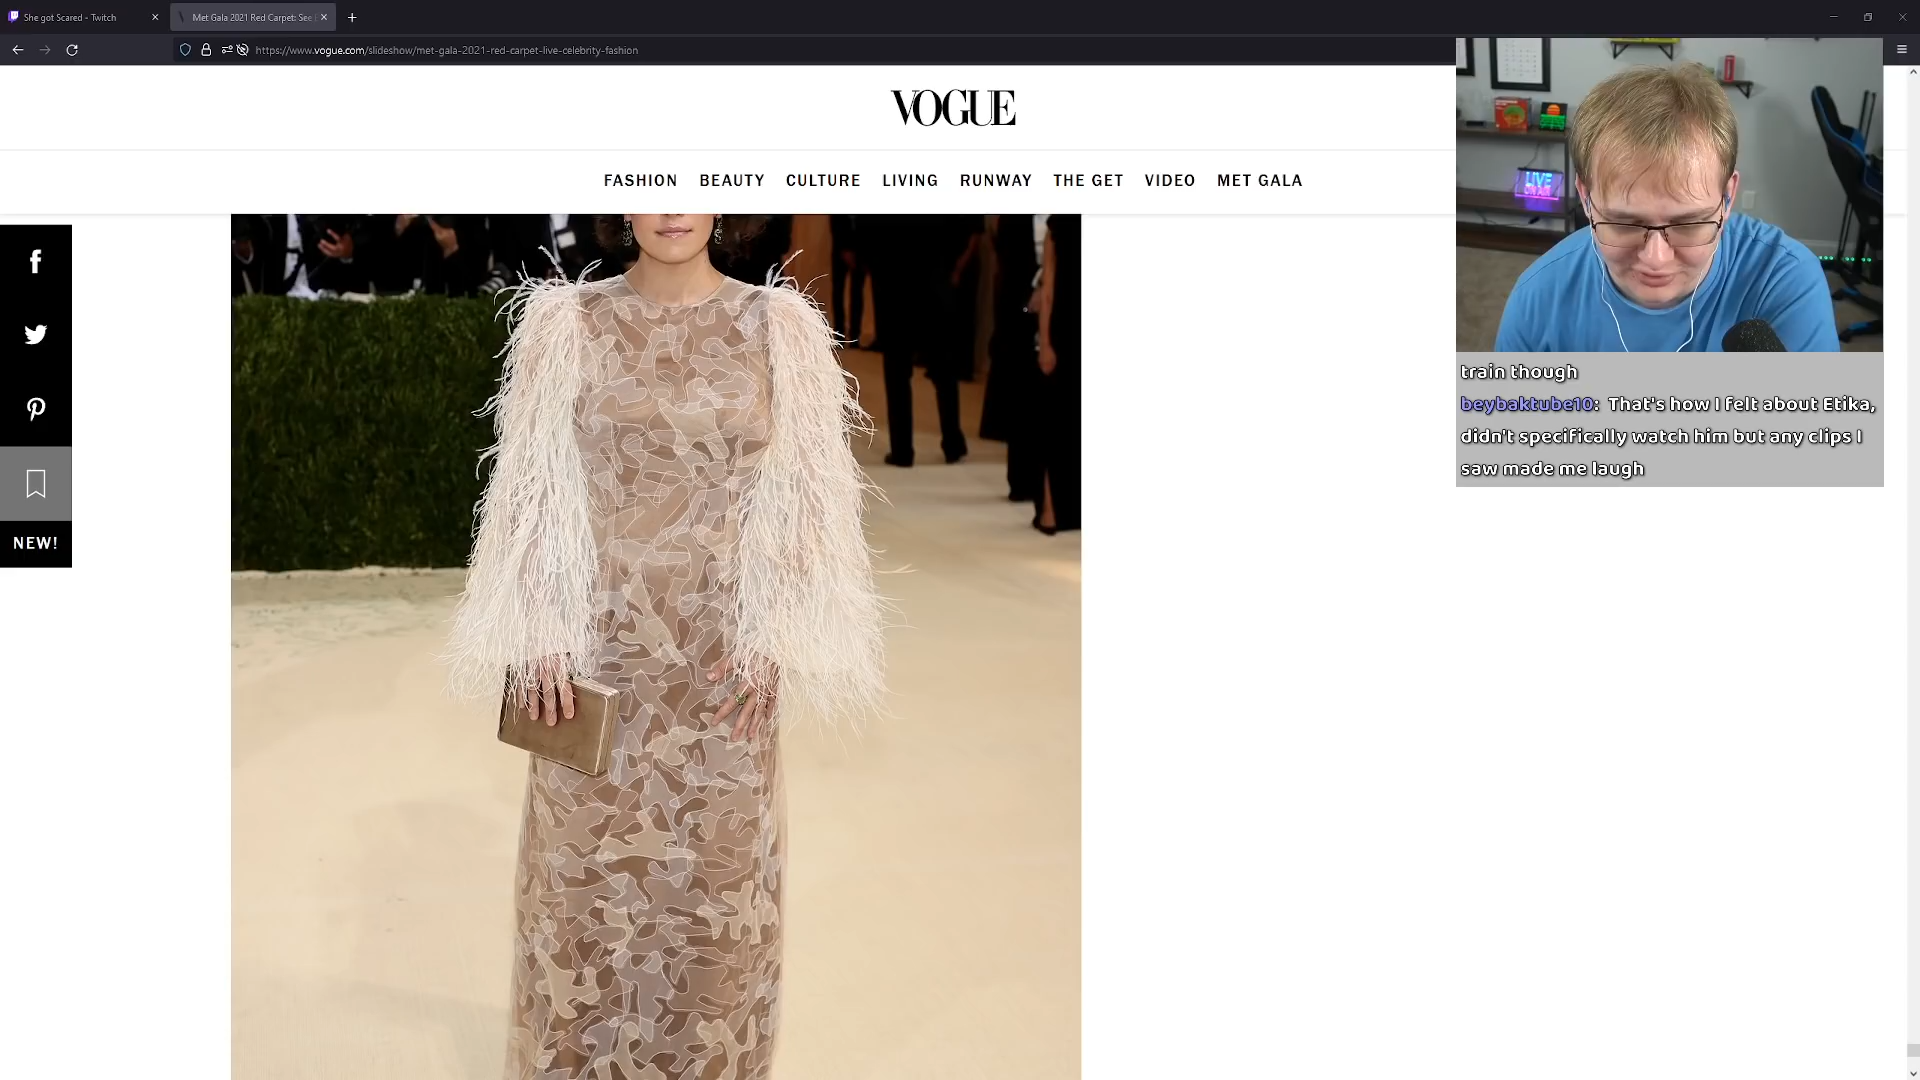 She got Scared - Twitch
Met Gala 2021 Red Carpet: See
https://www.vogue.com/slideshow/met-gala-2021-red-carpet-live-celebrity-fashion
VOGUE
FASHION BEAUTY CULTURE LIVING RUNWAY THE GET VIDEO MET GALA
NEW!
LIVE
train though
beybaktube10: That's how I felt about Etika,
didn't specifically watch him but any clips I
saw made me laugh